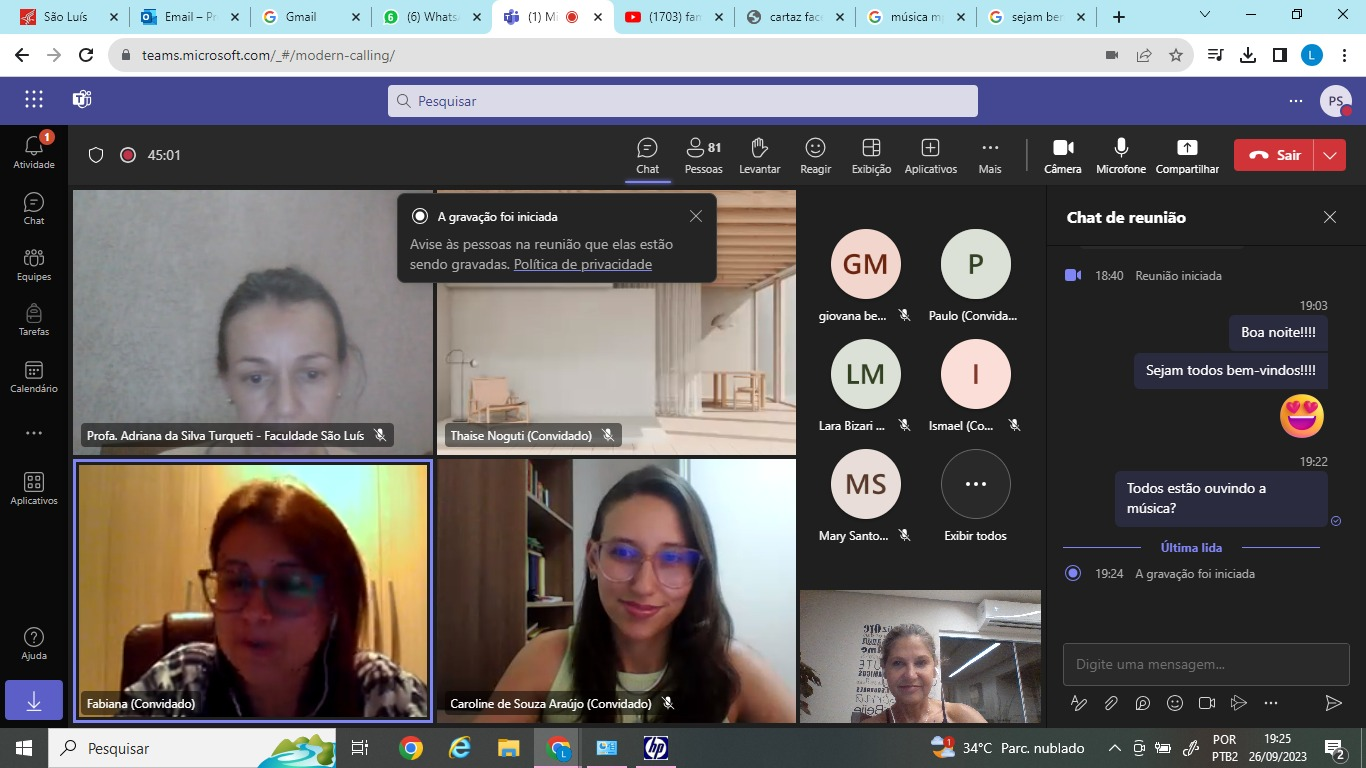 São Luís
Email – Pr
Gmail
(6) Whats
(1) Mi
(1703) fam
cartaz face
música m
sejam ber
teams.microsoft.com/_#/modern-calling/
L
Pesquisar
PS
Atividade
1
Chat
Equipes
Tarefas
Calendário
Aplicativos
Ajuda
45:01
Chat
81
Pessoas
Levantar
Reagir
Exibição
Aplicativos
Mais
Câmera
Microfone
Compartilhar
Sair
A gravação foi iniciada
Avise às pessoas na reunião que elas estão
sendo gravadas. Política de privacidade
Profa. Adriana da Silva Turqueti - Faculdade São Luís
Thaise Noguti (Convidado)
Fabiana (Convidado)
Caroline de Souza Araújo (Convidado)
GM
giovana be...
P
Paulo (Convida...
LM
Lara Bizari ...
I
Ismael (Co...
MS
Mary Santo...
Exibir todos
Chat de reunião
18:40 Reunião iniciada
19:03
Boa noite!!!!
Sejam todos bem-vindos!!!!
19:22
Todos estão ouvindo a
música?
Última lida
19:24 A gravação foi iniciada
Digite uma mensagem...
Pesquisar
L
hp
1
34°C Parc. nublado
POR
PTB2
19:25
26/09/2023
2